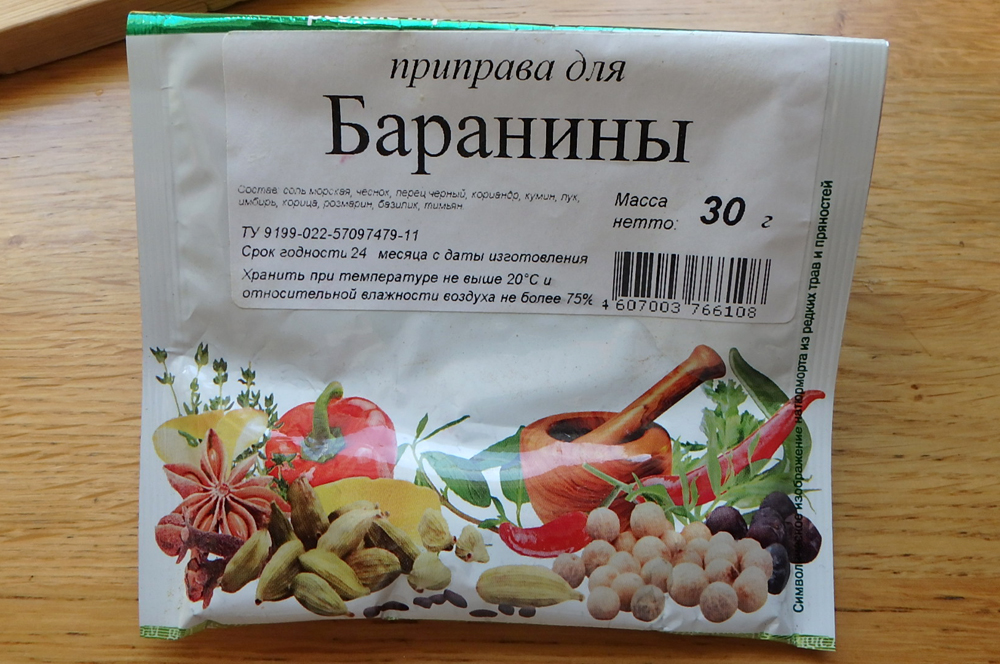 приправа для
Баранины
Состав: соль морская, чеснок, перец черный, кориандр, кумин, лук,
имбирь, корица, розмарин, базилик, тимьян.
Масса
нетто: 30 г
ТУ 9199-022-57097479-11
Срок годности 24 месяца с даты изготовления
Хранить при температуре не выше 20°С и
относительной влажности воздуха не более 75%
4 607003 766108
изображение натюрморта из редких трав и пряностей